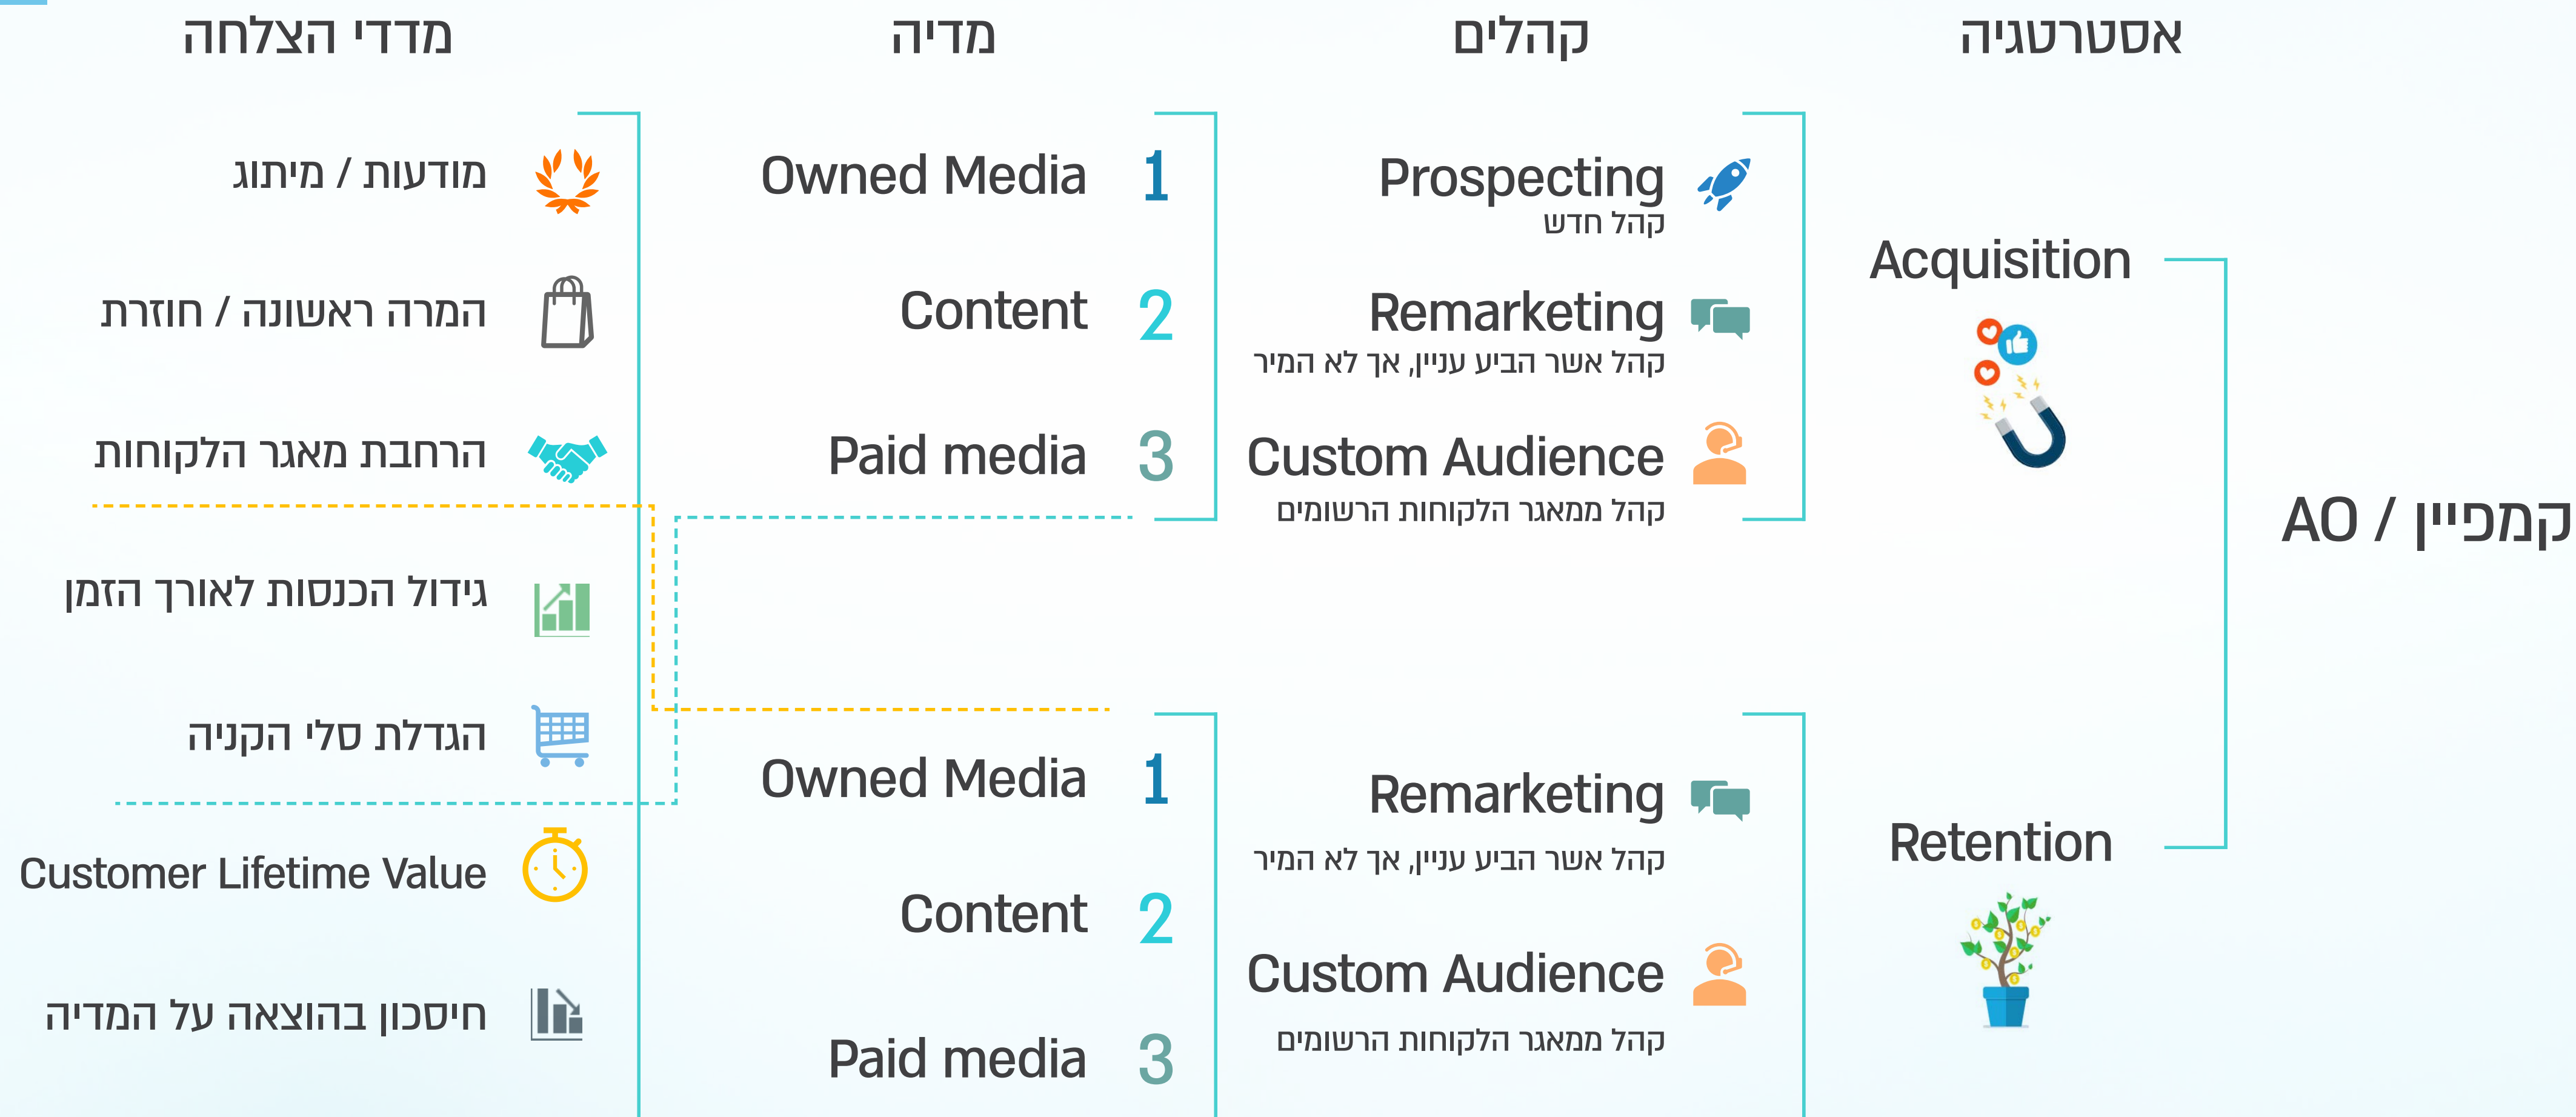 אסטרטגיה
קהלים
מדיה
מדדי הצלחה
קמפיין / AO
Acquisition
Prospecting
קהל חדש
Remarketing
קהל אשר הביע עניין, אך לא המיר
Custom Audience
קהל ממאגר הלקוחות הרשומים
1 Owned Media
2 Content
3 Paid media
Retention
Remarketing
קהל אשר הביע עניין, אך לא המיר
Custom Audience
קהל ממאגר הלקוחות הרשומים
1 Owned Media
2 Content
3 Paid media
מודעות / מיתוג
המרה ראשונה / חוזרת
הרחבת מאגר הלקוחות
גידול הכנסות לאורך הזמן
הגדלת סלי הקניה
Customer Lifetime Value
חיסכון בהוצאה על המדיה